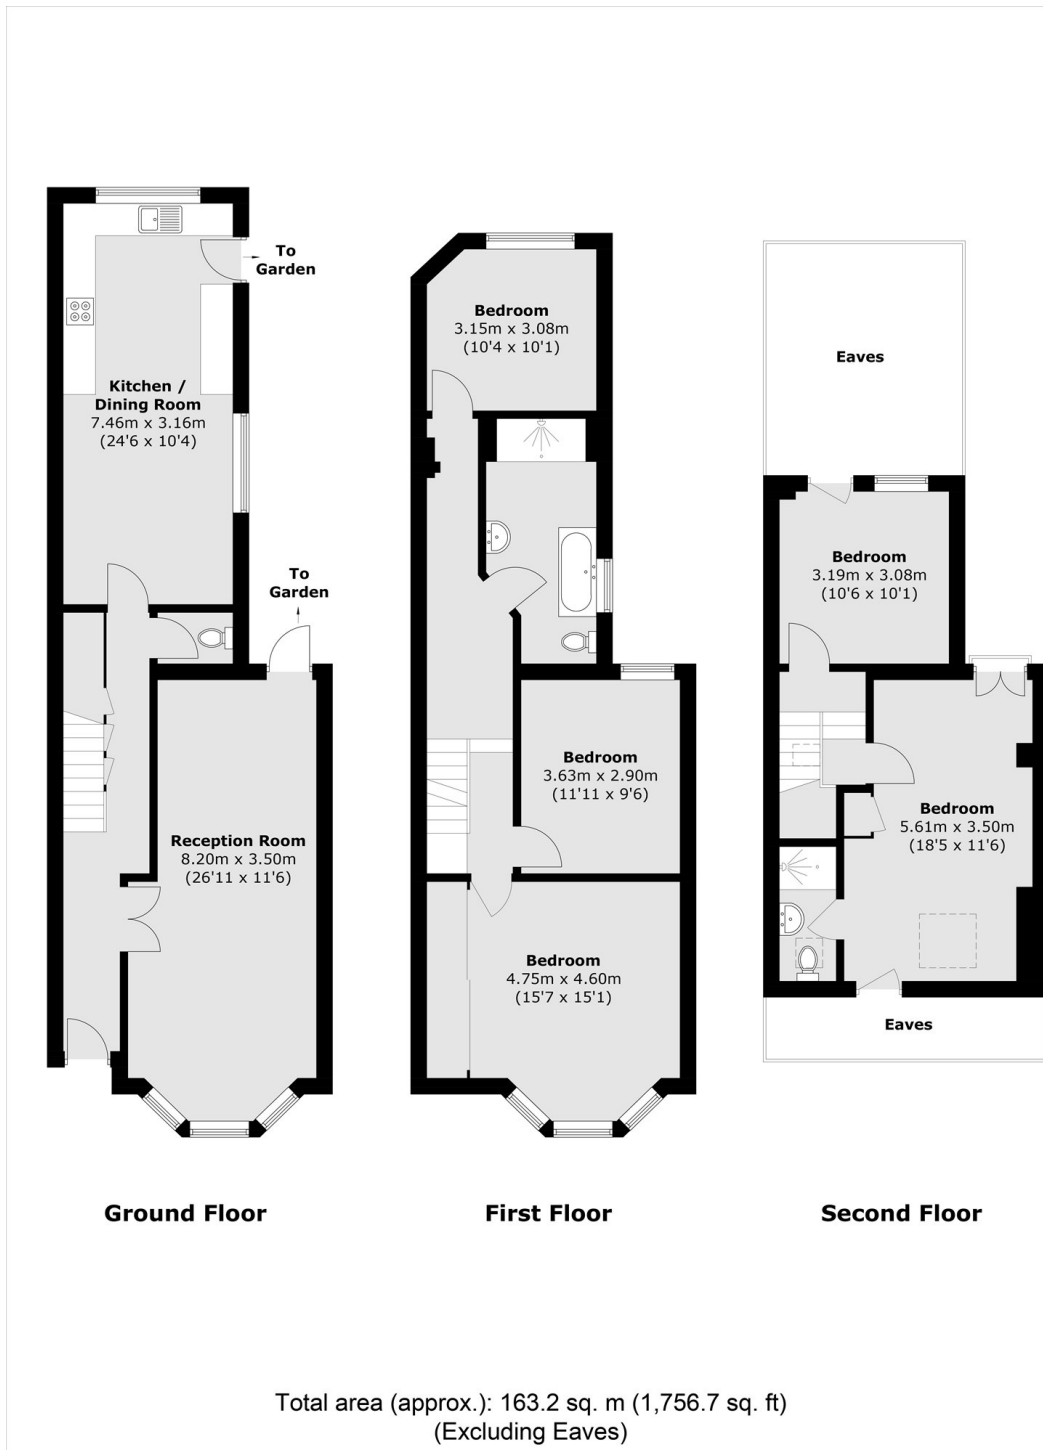 To
Garden
Kitchen /
Dining Room
7.46m x 3.16m
(24'6 x 10'4)
To
Garden
Reception Room
8.20m x 3.50m
(26'11 x 11'6)
Ground Floor
Bedroom
3.15m x 3.08m
(10'4 x 10'1)
Bedroom
3.63m x 2.90m
(11'11 x 9'6)
Bedroom
4.75m x 4.60m
(15'7 x 15'1)
First Floor
Eaves
Bedroom
3.19m x 3.08m
(10'6 x 10'1)
Bedroom
5.61m x 3.50m
(18'5 x 11'6)
Eaves
Second Floor
Total area (approx.): 163.2 sq. m (1,756.7 sq. ft)
(Excluding Eaves)